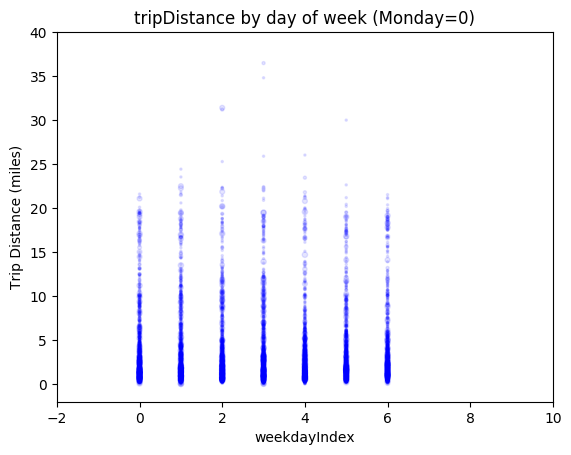 tripDistance by day of week (Monday=0)
40
35
30
25
20
15
10
5
0
Trip Distance (miles)
−2 0 2 4 6 8 10
weekdayIndex